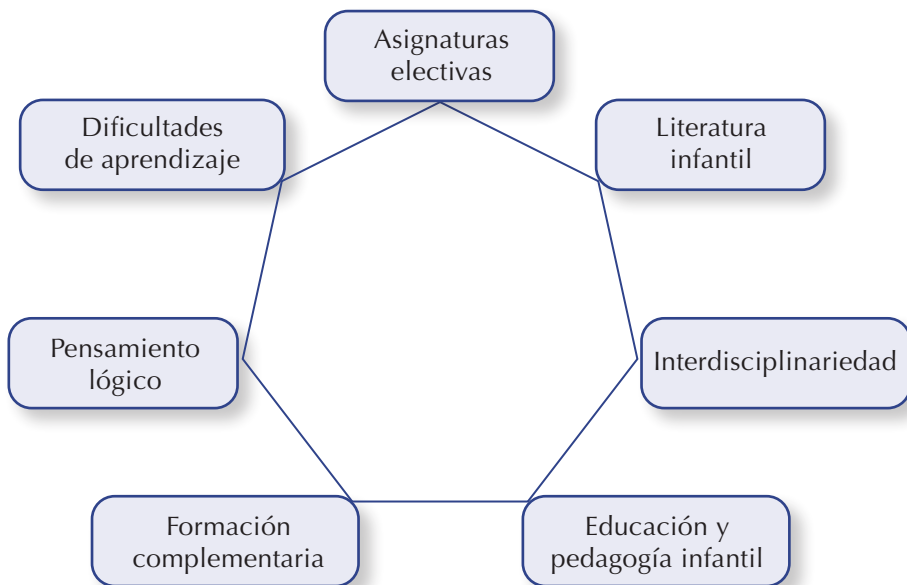 Asignaturas
electivas
Dificultades
de aprendizaje
Literatura
infantil
Pensamiento
lógico
Interdisciplinariedad
Formación
complementaria
Educación y
pedagogía infantil